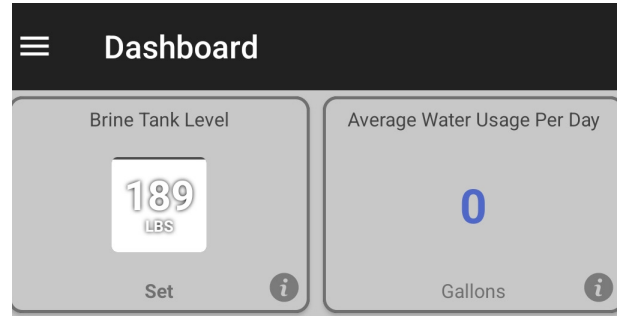 Dashboard
Brine Tank Level
189
LBS
Set
Average Water Usage Per Day
0
Gallons